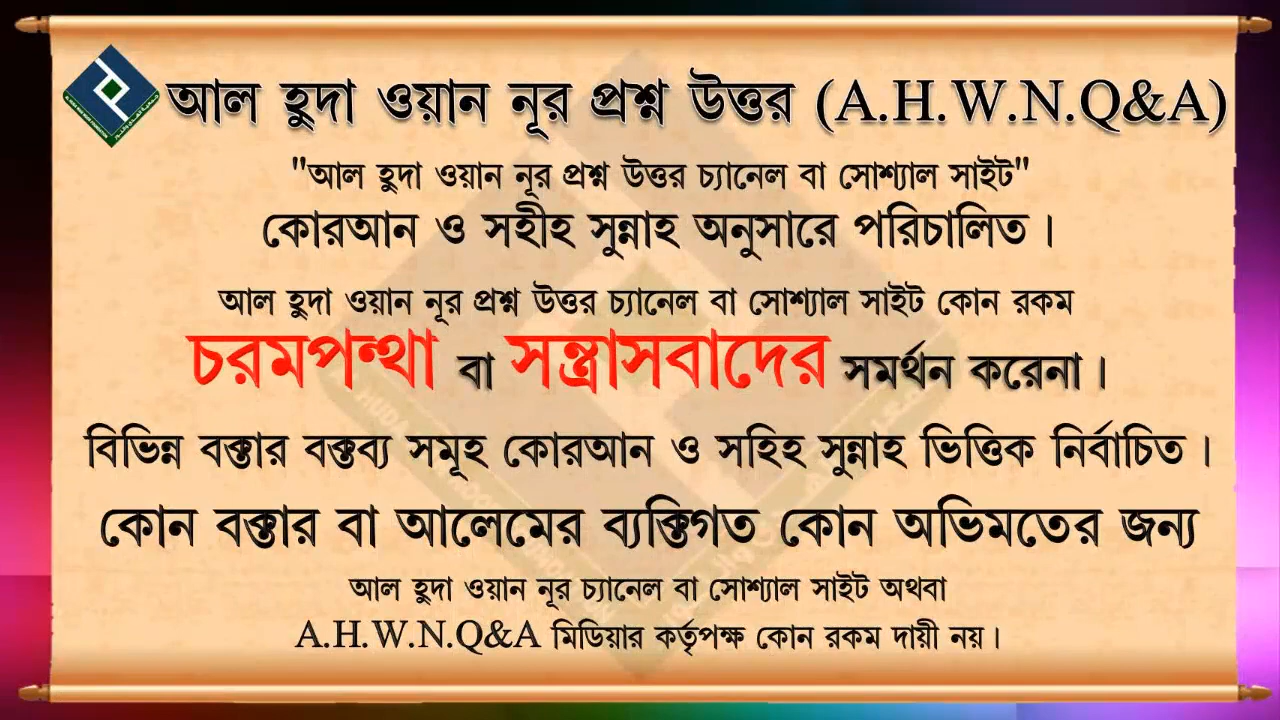 আল হুদা ওয়ান নূর প্রশ্ন উত্তর (A.H.W.N.Q&A)
"আল হুদা ওয়ান নূর প্রশ্ন উত্তর চ্যানেল বা সোশ্যাল সাইট"
কোরআন ও সহীহ সুন্নাহ অনুসারে পরিচালিত।
আল হুদা ওয়ান নূর প্রশ্ন উত্তর চ্যানেল বা সোশ্যাল সাইট কোন রকম
চরমপন্থা বা সন্ত্রাসবাদের সমর্থন করেনা।
বিভিন্ন বক্তার বক্তব্য সমূহ কোরআন ও সহিহ সুন্নাহ ভিত্তিক নির্বাচিত।
কোন বক্তার বা আলেমের ব্যক্তিগত কোন অভিমতের জন্য
আল হুদা ওয়ান নূর চ্যানেল বা সোশ্যাল সাইট অথবা
A.H.W.N.Q&A মিডিয়ার কর্তৃপক্ষ কোন রকম দায়ী নয়।